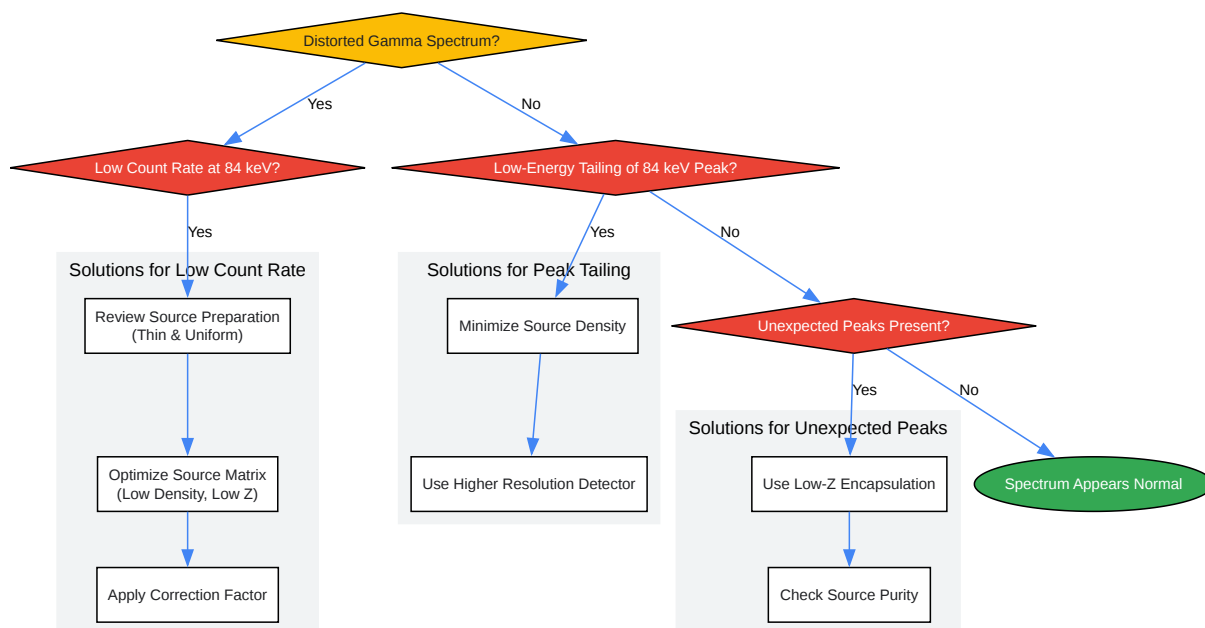 Distorted Gamma Spectrum?
Yes
No
Low Count Rate at 84 keV?
Low-Energy Tailing of 84 keV Peak?
Yes
Yes
No
Solutions for Low Count Rate
Solutions for Peak Tailing
Review Source Preparation
(Thin & Uniform)
Minimize Source Density
Unexpected Peaks Present?
Yes
No
Solutions for Unexpected Peaks
Optimize Source Matrix
(Low Density, Low Z)
Use Higher Resolution Detector
Use Low-Z Encapsulation
Spectrum Appears Normal
Apply Correction Factor
Check Source Purity